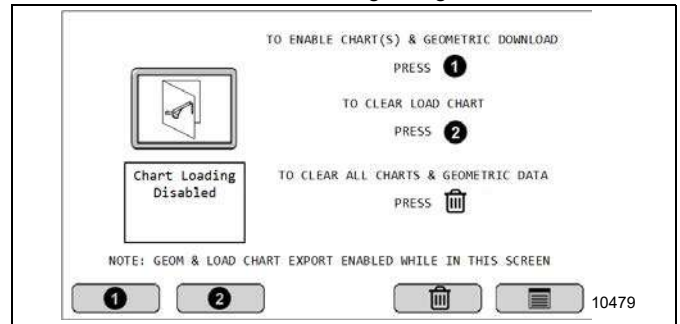 TO ENABLE CHART(S) & GEOMETRIC DOWNLOAD
PRESS 1
TO CLEAR LOAD CHART
PRESS 2
Chart Loading
Disabled
TO CLEAR ALL CHARTS & GEOMETRIC DATA
PRESS
NOTE: GEOM & LOAD CHART EXPORT ENABLED WHILE IN THIS SCREEN
1 2
10479